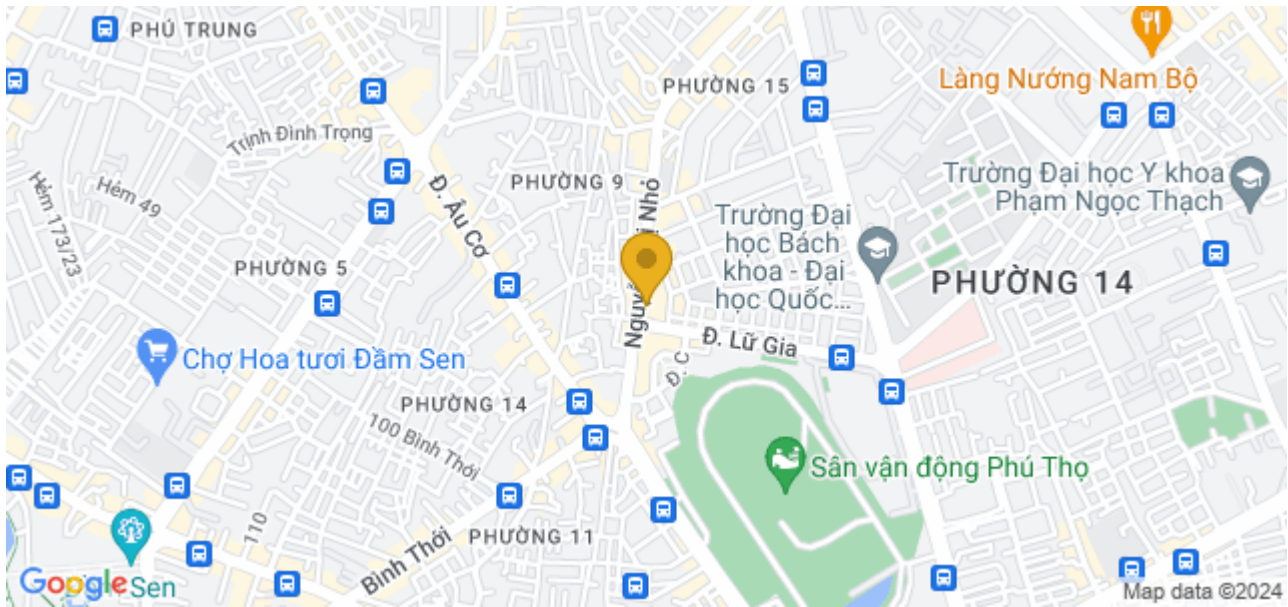 PHÚ TRUNG
Làng Nướng Nam Bộ
PHƯỜNG 15
Trịnh Đình Trọng
Hẻm 49
Hẻm 173/23
Đ. Âu Cơ
PHƯỜNG 9
Nhỏ
Trường Đại
học Bách
khoa - Đại
học Quốc...
Trường Đại học Y khoa
Phạm Ngọc Thạch
PHƯỜNG 5
PHƯỜNG 14
Đ. Lữ Gia
Đ. C
Chợ Hoa tươi Đầm Sen
PHƯỜNG 14
100 Bình Thới
Sân vận động Phú Thọ
110
Bình Thới
PHƯỜNG 11
Google
Sen
Map data ©2024